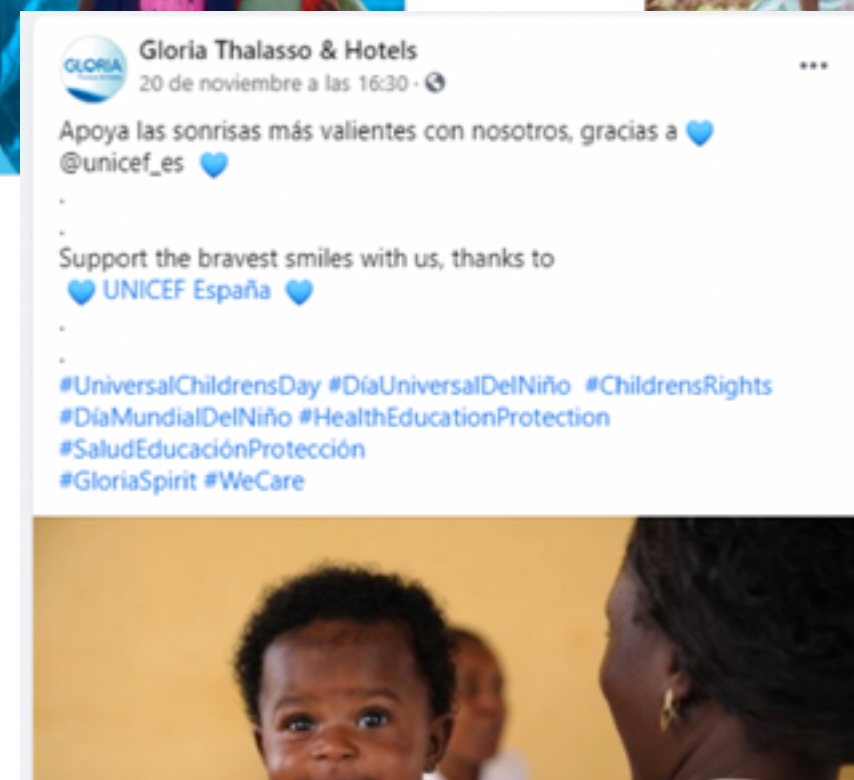 GLORIA
Gloria Thalasso & Hotels
20 de noviembre a las 16:30 ·
Apoya las sonrisas más valientes con nosotros, gracias a 💙
@unicef_es 💙
.
.
Support the bravest smiles with us, thanks to
💙 UNICEF España 💙
.
.
#UniversalChildrensDay #DíaUniversalDelNiño #ChildrensRights
#DíaMundialDelNiño #HealthEducationProtection
#SaludEducaciónProtección
#GloriaSpirit #WeCare